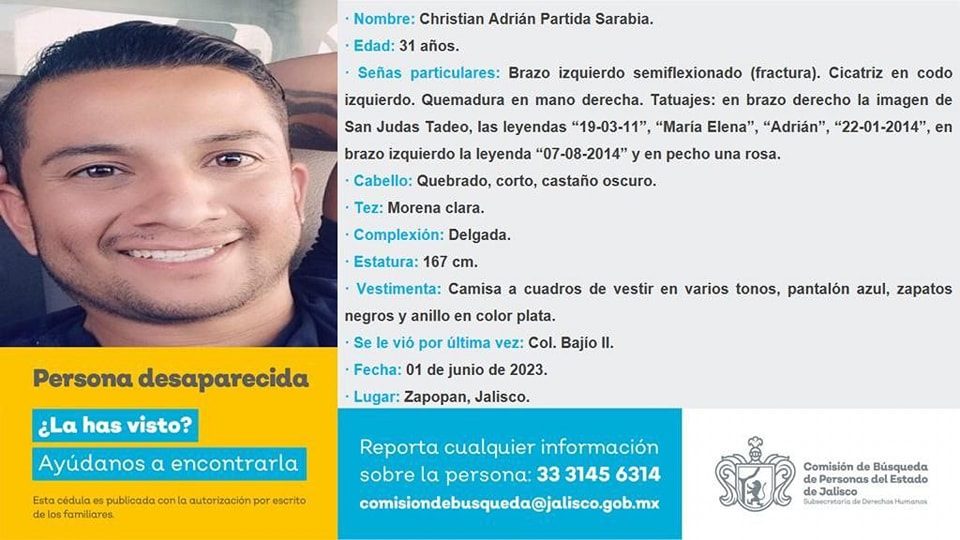 · Nombre: Christian Adrián Partida Sarabia.
· Edad: 31 años.
· Señas particulares: Brazo izquierdo semiflexionado (fractura). Cicatriz en codo
izquierdo. Quemadura en mano derecha. Tatuajes: en brazo derecho la imagen de
San Judas Tadeo, las leyendas “19-03-11”, “María Elena”, “Adrián”, “22-01-2014”, en
brazo izquierdo la leyenda “07-08-2014” y en pecho una rosa.
· Cabello: Quebrado, corto, castaño oscuro.
· Tez: Morena clara.
· Complexión: Delgada.
· Estatura: 167 cm.
· Vestimenta: Camisa a cuadros de vestir en varios tonos, pantalón azul, zapatos
negros y anillo en color plata.
· Se le vió por última vez: Col. Bajío II.
· Fecha: 01 de junio de 2023.
· Lugar: Zapopan, Jalisco.
Persona desaparecida
¿La has visto?
Ayúdanos a encontrarla
Esta cédula es publicada con la autorización por escrito
de los familiares.
Reporta cualquier información
sobre la persona: 33 3145 6314
comisiondebusqueda@jalisco.gob.mx
Comisión de Búsqueda
de Personas del Estado
de Jalisco
Subsecretaría de Derechos Humanos